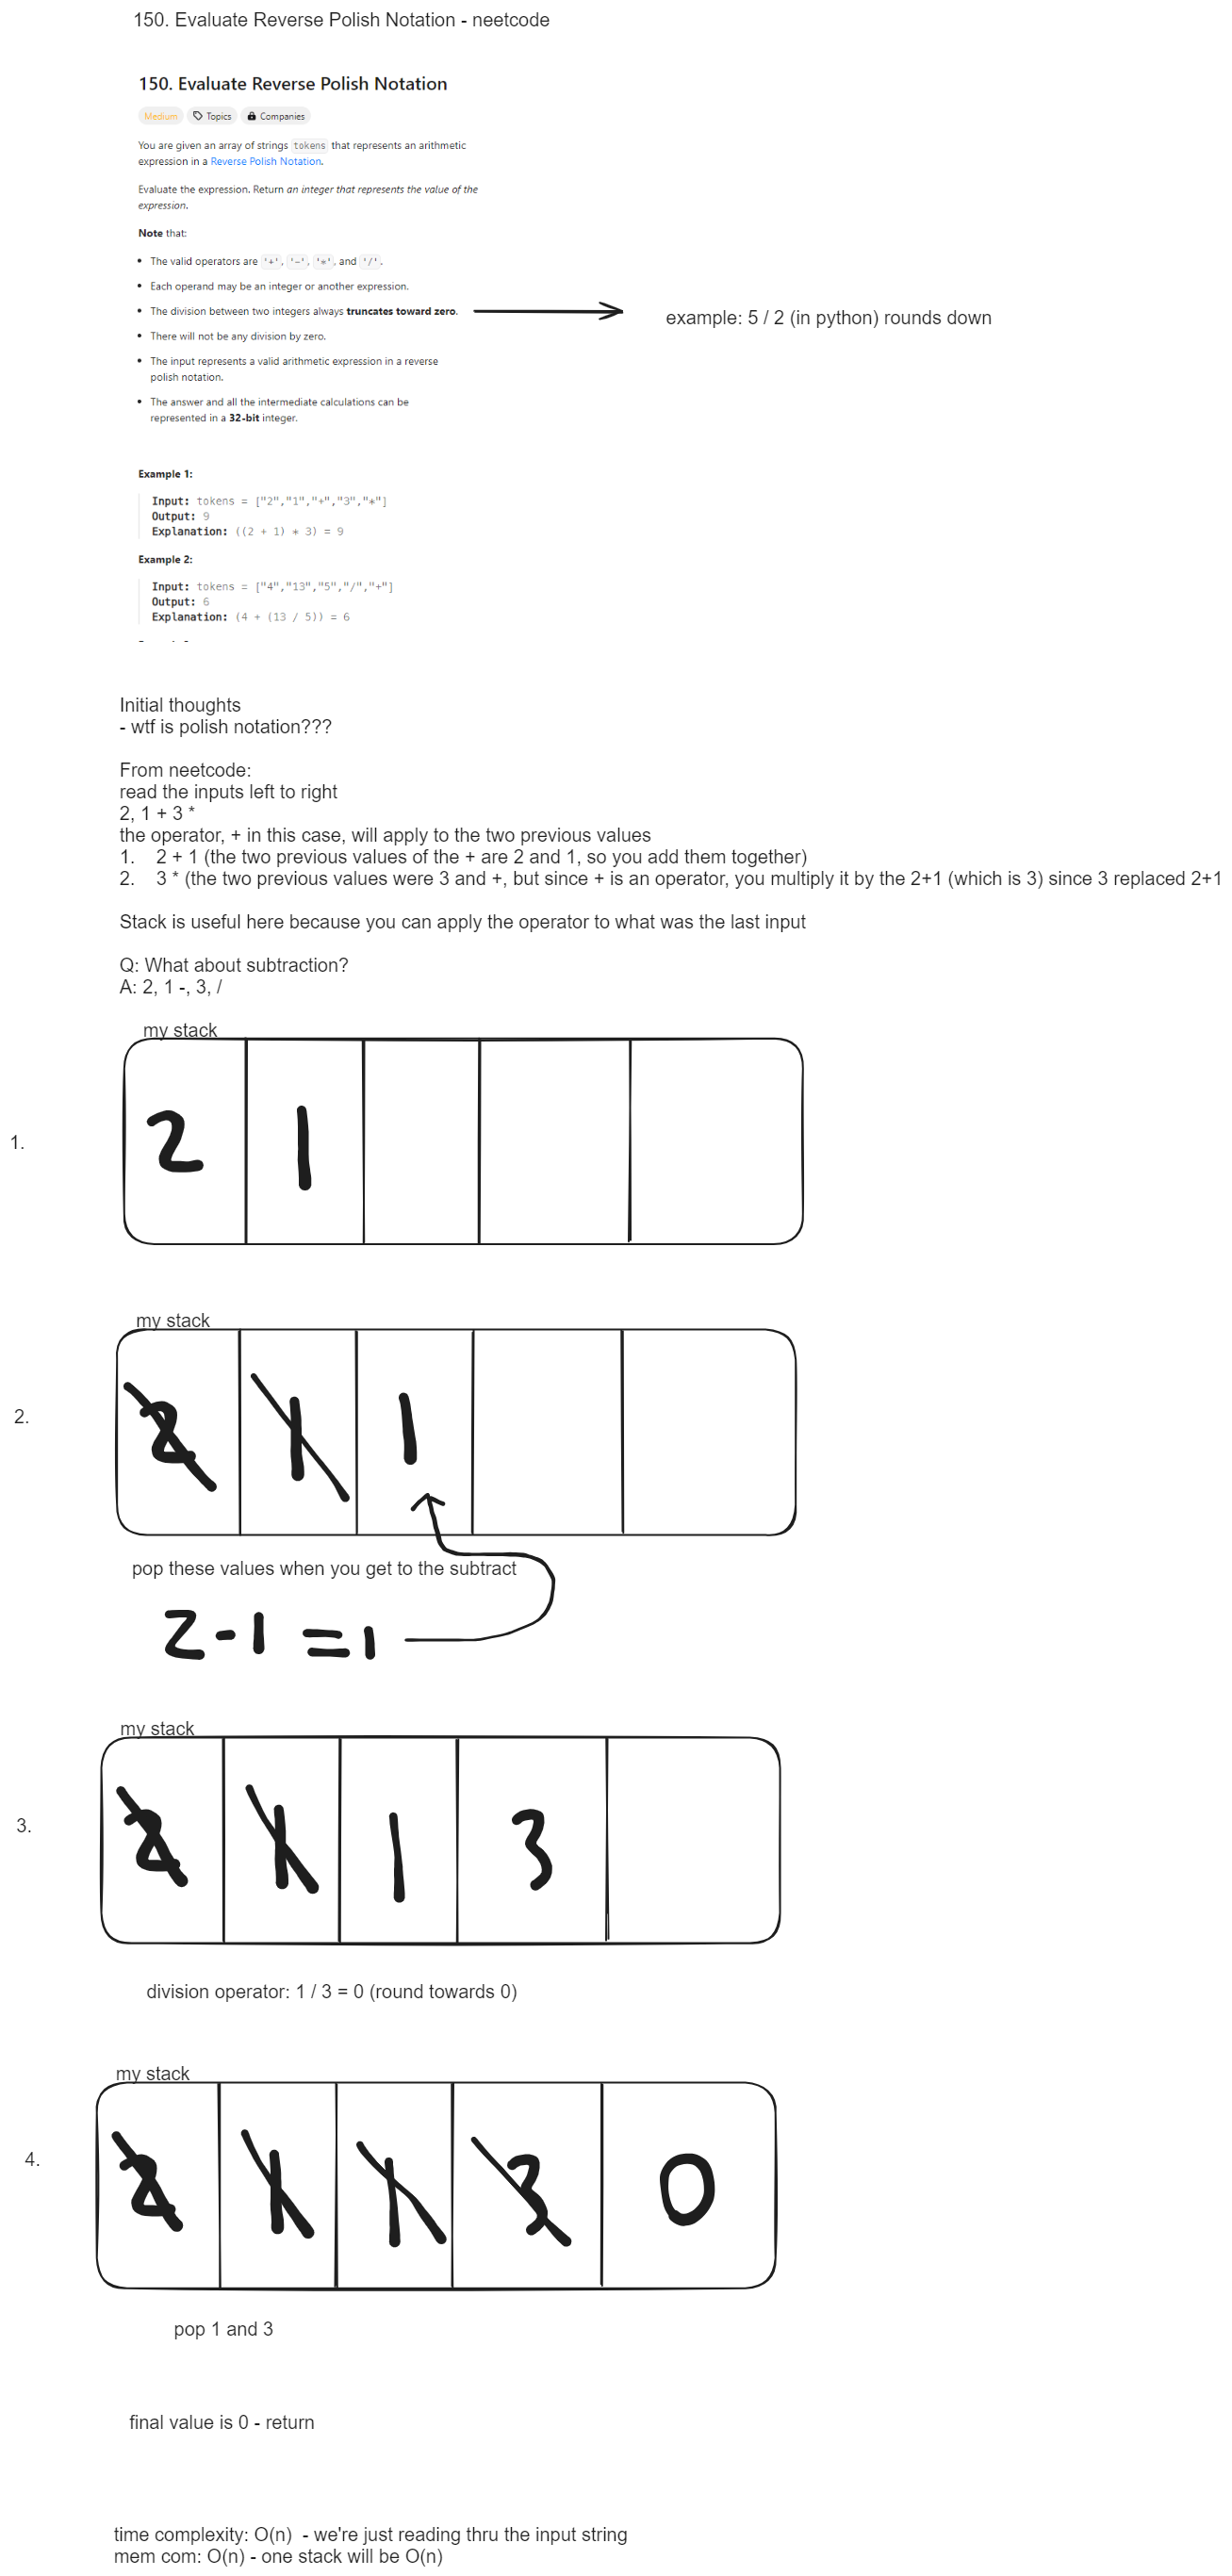 150. Evaluate Reverse Polish Notation - neetcode
150. Evaluate Reverse Polish Notation
Medium Topics Companies
You are given an array of strings tokens that represents an arithmetic
expression in a Reverse Polish Notation.
Evaluate the expression. Return an integer that represents the value of the
expression.
Note that:
• The valid operators are '+', '-', '*', and '/'.
• Each operand may be an integer or another expression.
• The division between two integers always truncates toward zero.
example: 5 / 2 (in python) rounds down
• There will not be any division by zero.
• The input represents a valid arithmetic expression in a reverse
polish notation.
• The answer and all the intermediate calculations can be
represented in a 32-bit integer.
Example 1:
Input: tokens = ["2","1","+","3","*"]
Output: 9
Explanation: ((2 + 1) * 3) = 9
Example 2:
Input: tokens = ["4","13","5","/","+"]
Output: 6
Explanation: (4 + (13 / 5)) = 6
Initial thoughts
- wtf is polish notation???
From neetcode:
read the inputs left to right
2, 1 + 3 *
the operator, + in this case, will apply to the two previous values
1. 2 + 1 (the two previous values of the + are 2 and 1, so you add them together)
2. 3 * (the two previous values were 3 and +, but since + is an operator, you multiply it by the 2+1 (which is 3) since 3 replaced 2+1
Stack is useful here because you can apply the operator to what was the last input
Q: What about subtraction?
A: 2, 1 -, 3, /
my stack
1.
2 1
my stack
2.
2 1 1
pop these values when you get to the subtract
2-1 =1
my stack
3.
2 1 1 3
division operator: 1 / 3 = 0 (round towards 0)
my stack
4.
2 1 1 3 0
pop 1 and 3
final value is 0 - return
time complexity: O(n) - we're just reading thru the input string
mem com: O(n) - one stack will be O(n)